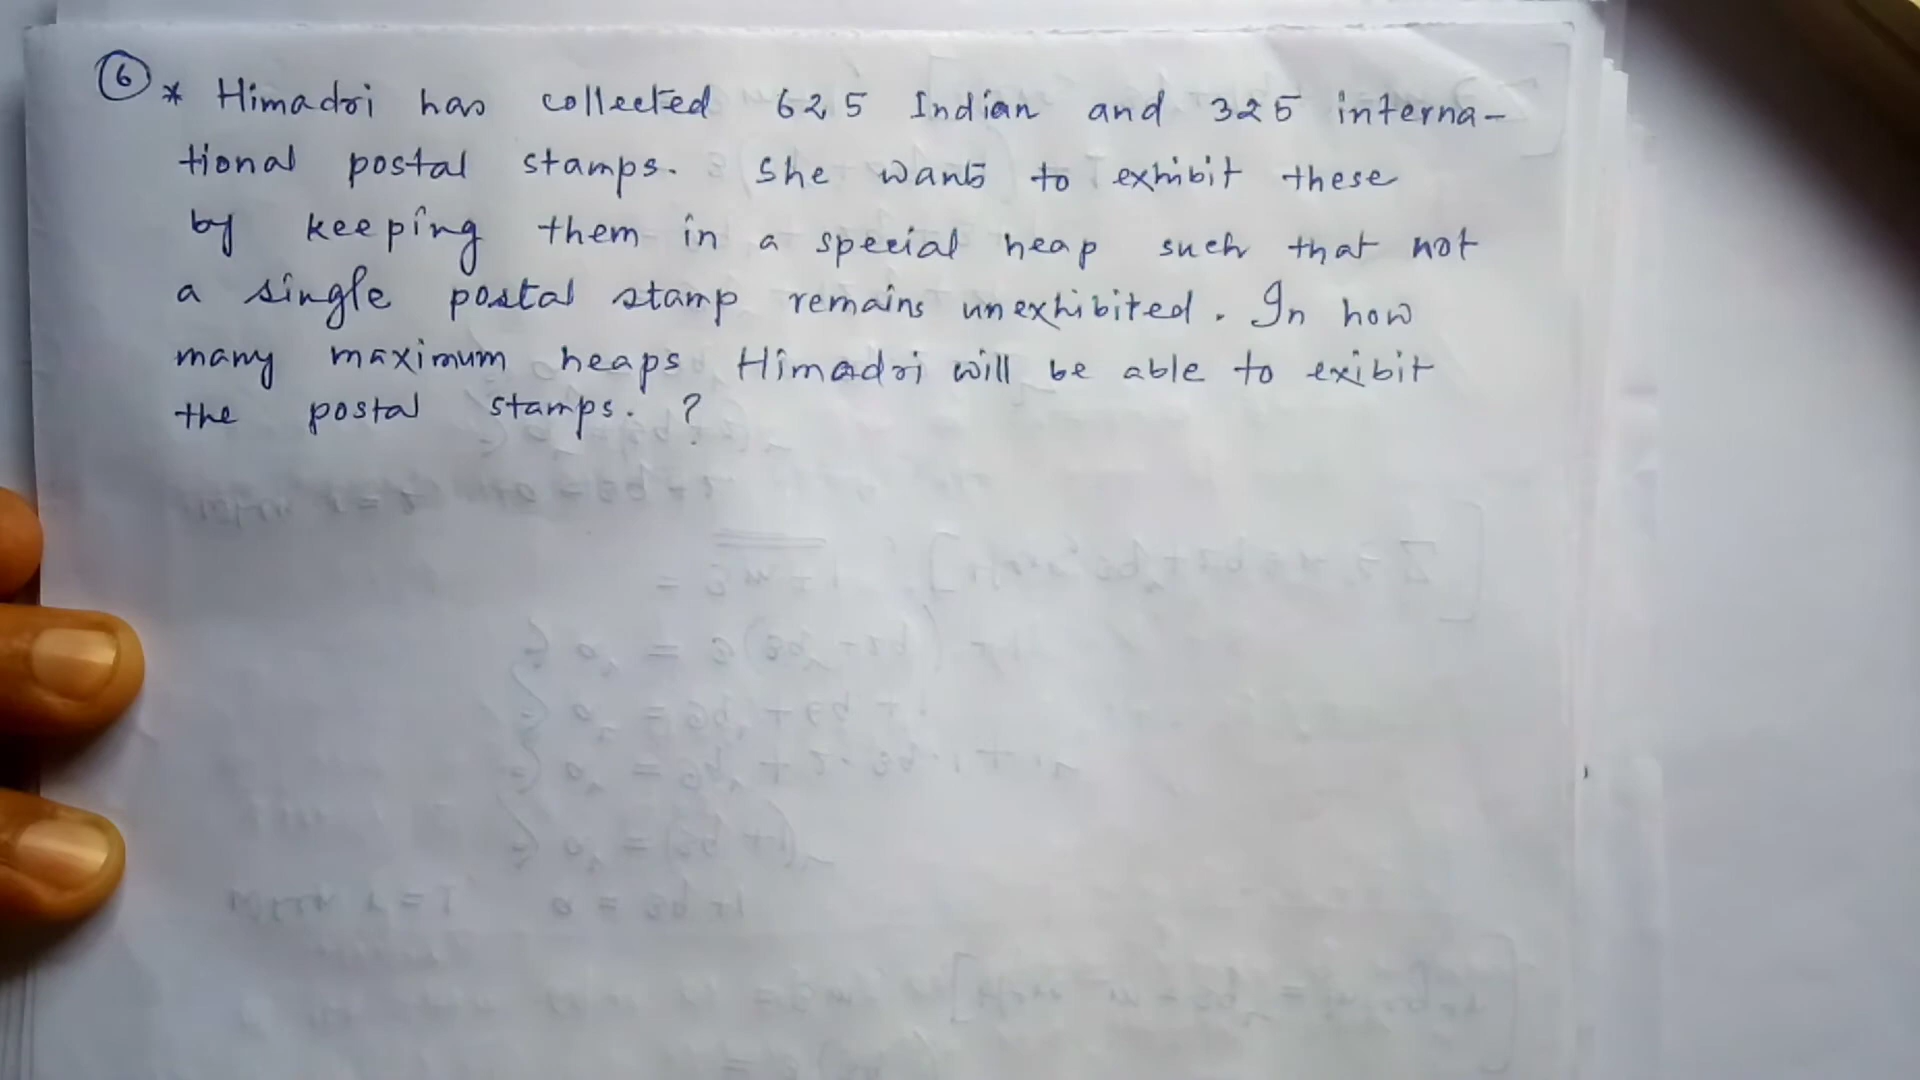 6 * Himadri has collected 625 Indian and 325 interna-
tional postal stamps. She wants to exhibit these
by keeping them in a special heap such that not
a single postal stamp remains unexhibited. In how
many maximum heaps Himadri will be able to exibit
the postal stamps. ?